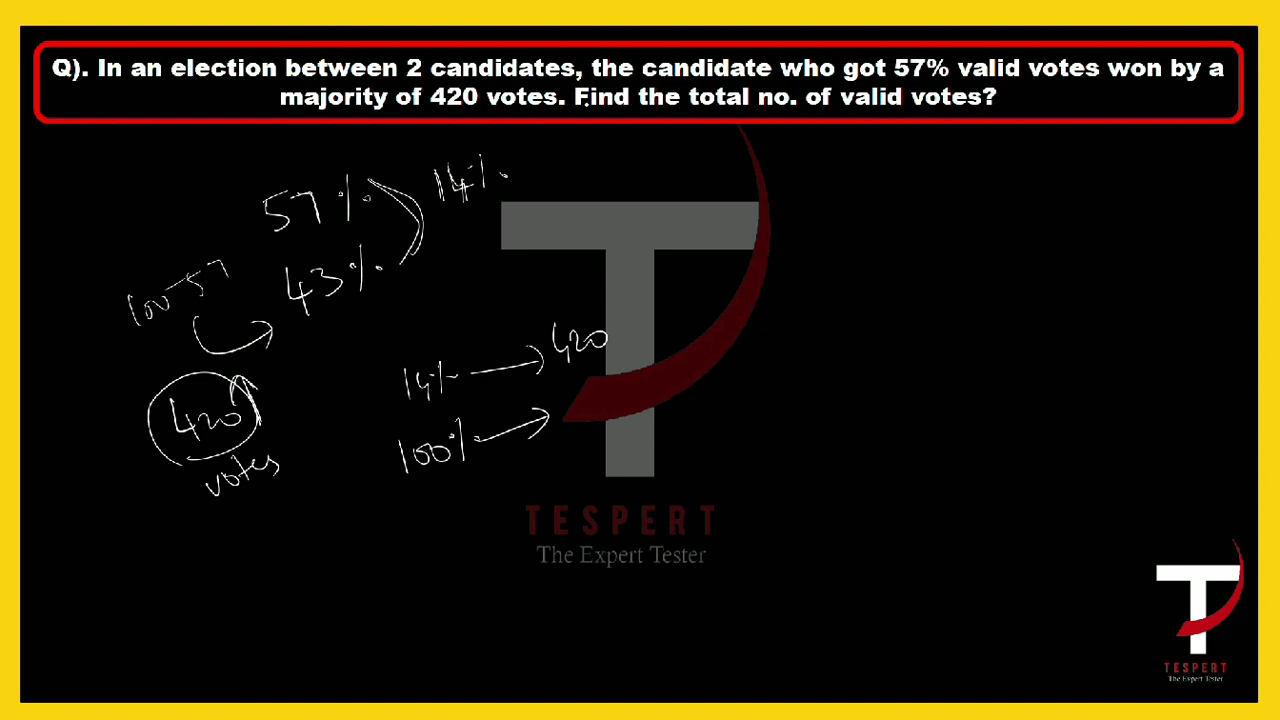 Q). In an election between 2 candidates, the candidate who got 57% valid votes won by a
majority of 420 votes. Find the total no. of valid votes?
57%
14%
43%
100-57
420
votes
14% → 420
100% →
T
TESPERT
The Expert Tester
T
TESPERT
The Expert Tester